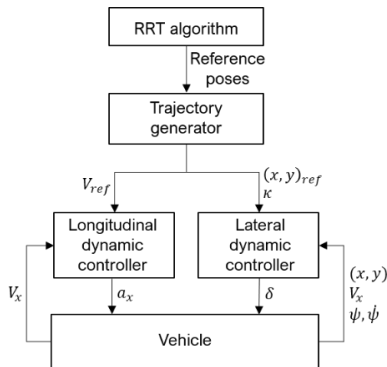 RRT algorithm
Reference
poses
Trajectory
generator
V_ref
(x, y)_ref
κ
Longitudinal
dynamic
controller
Lateral
dynamic
controller
V_x
a_x
δ
(x, y)
V_x
ψ, ψ̇
Vehicle